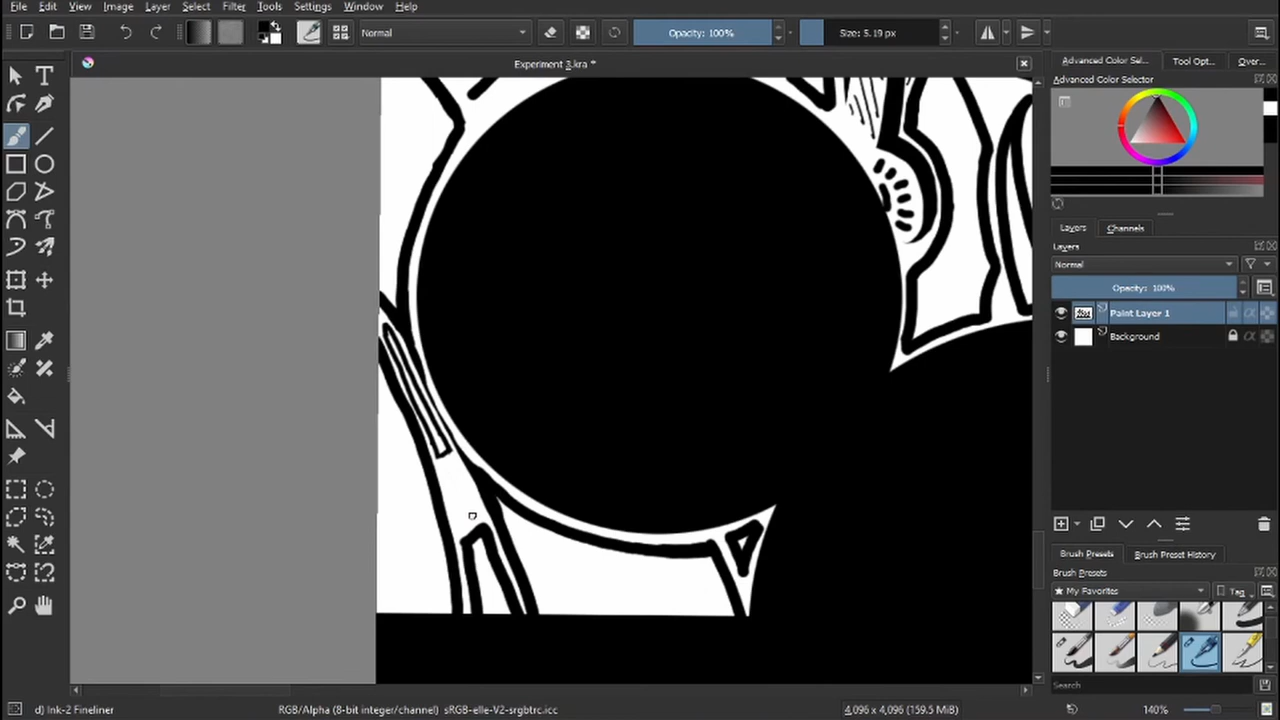 File Edit View Image Layer Select Filter Tools Settings Window Help
Normal Opacity: 100% Size: 5.19 px
Experiment 3.kra *
Advanced Color Sel... Tool Opt... Over...
Advanced Color Selector
Layers Channels
Layers
Normal
Opacity: 100%
Paint Layer 1
Background
Brush Presets Brush Preset History
Brush Presets
★ My Favorites Tag
Search
d) Ink-2 Fineliner RGB/Alpha (8-bit integer/channel) sRGB-elle-V2-srgbtrc.icc 4,096 x 4,096 (159.5 MiB) 140%